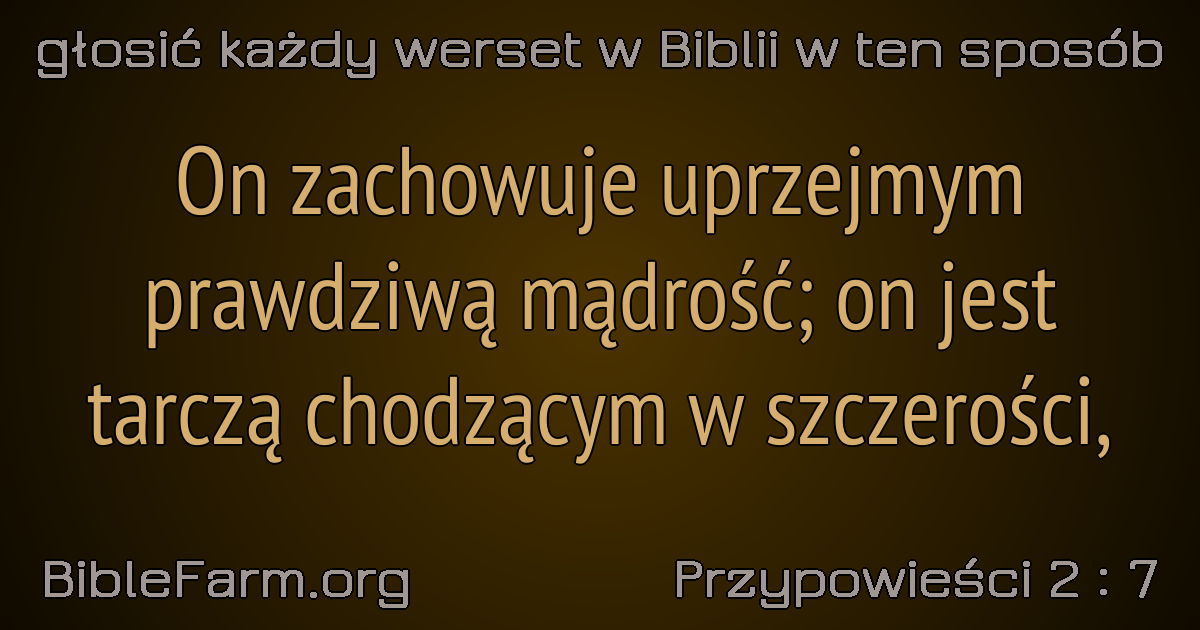 głosić każdy werset w Biblii w ten sposób
On zachowuje uprzejmym
prawdziwą mądrość; on jest
tarczą chodzącym w szczerości,
BibleFarm.org
Przypowieści 2 : 7